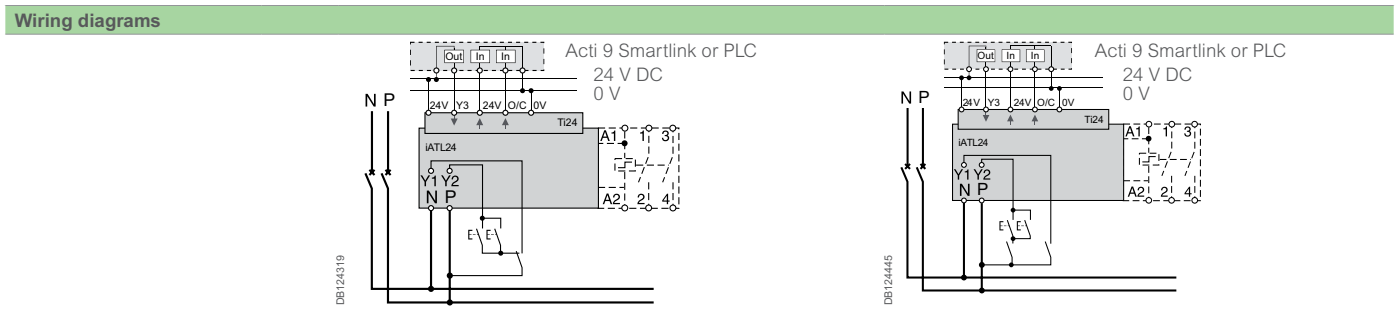 Wiring diagrams
Out In In
Acti 9 Smartlink or PLC
24 V DC
0 V
N P
24V Y3 24V O/C 0V
Ti24
iATL24
A1 1 3
Y1 Y2
N P
A2 2 4
E E
DB124319
Out In In
Acti 9 Smartlink or PLC
24 V DC
0 V
N P
24V Y3 24V O/C 0V
Ti24
iATL24
A1 1 3
Y1 Y2
N P
A2 2 4
E E
DB124445